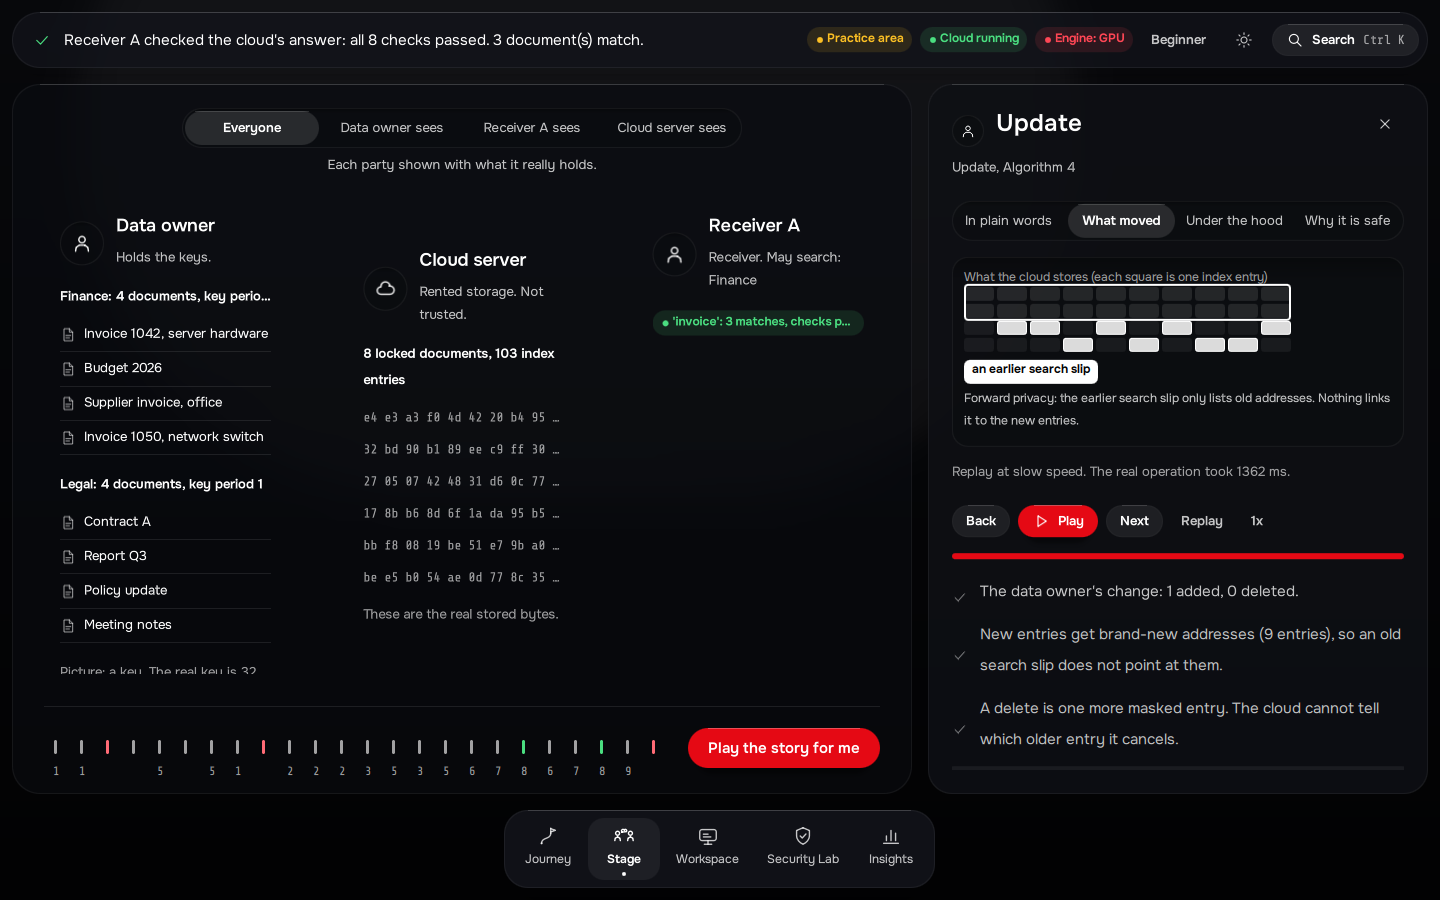 Receiver A checked the cloud's answer: all 8 checks passed. 3 document(s) match.
Practice area
Cloud running
Engine: GPU
Beginner
Search Ctrl K
Everyone
Data owner sees
Receiver A sees
Cloud server sees
Each party shown with what it really holds.
Data owner
Holds the keys.
Finance: 4 documents, key perio...
Invoice 1042, server hardware
Budget 2026
Supplier invoice, office
Invoice 1050, network switch
Legal: 4 documents, key period 1
Contract A
Report Q3
Policy update
Meeting notes
Picture: a key. The real key is 32
Cloud server
Rented storage. Not
trusted.
8 locked documents, 103 index
entries
e4 e3 a3 f0 4d 42 20 b4 95 …
32 bd 90 b1 89 ee c9 ff 30 …
27 05 07 42 48 31 d6 0c 77 …
17 8b b6 8d 6f 1a da 95 b5 …
bb f8 08 19 be 51 e7 9b a0 …
be e5 b0 54 ae 0d 77 8c 35 …
These are the real stored bytes.
Receiver A
Receiver. May search:
Finance
'invoice': 3 matches, checks p...
1 1 5 5 1 2 2 2 3 5 3 5 6 7 8 6 7 8 9
Play the story for me
Update
Update, Algorithm 4
In plain words
What moved
Under the hood
Why it is safe
What the cloud stores (each square is one index entry)
an earlier search slip
Forward privacy: the earlier search slip only lists old addresses. Nothing links
it to the new entries.
Replay at slow speed. The real operation took 1362 ms.
Back
Play
Next
Replay
1x
The data owner's change: 1 added, 0 deleted.
New entries get brand-new addresses (9 entries), so an old
search slip does not point at them.
A delete is one more masked entry. The cloud cannot tell
which older entry it cancels.
Journey
Stage
Workspace
Security Lab
Insights